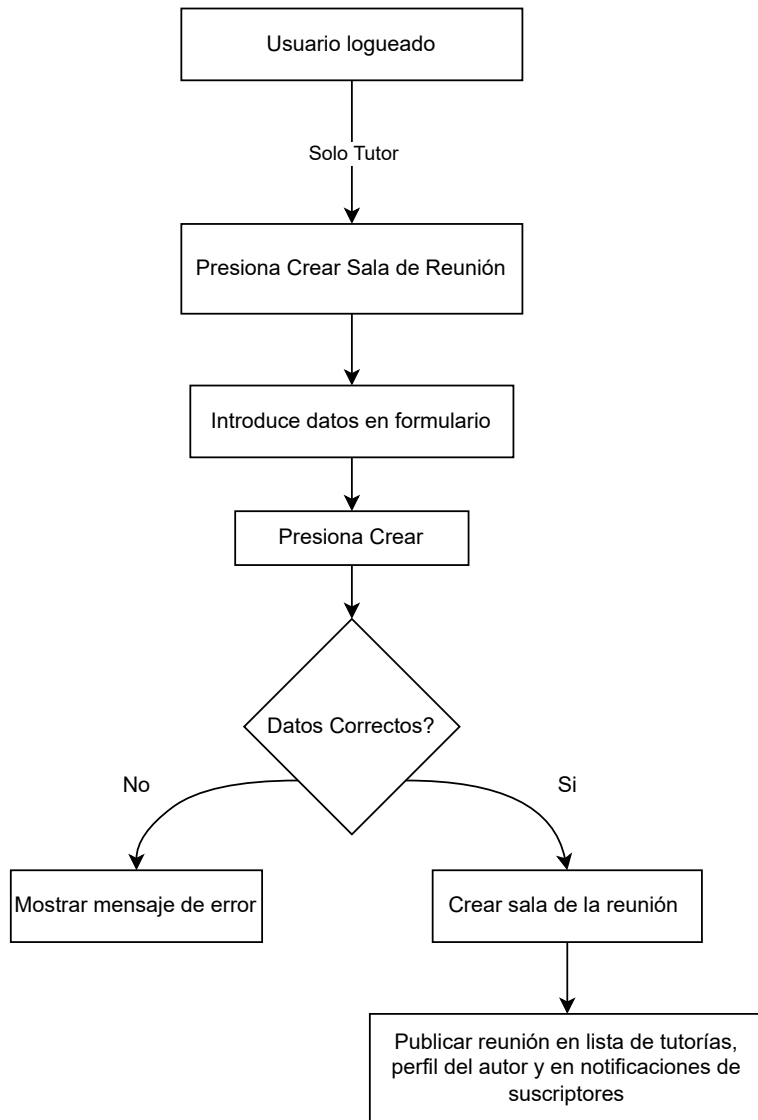 Usuario logueado
Solo Tutor
Presiona Crear Sala de Reunión
Introduce datos en formulario
Presiona Crear
Datos Correctos?
No
Si
Mostrar mensaje de error
Crear sala de la reunión
Publicar reunión en lista de tutorías,
perfil del autor y en notificaciones de
suscriptores